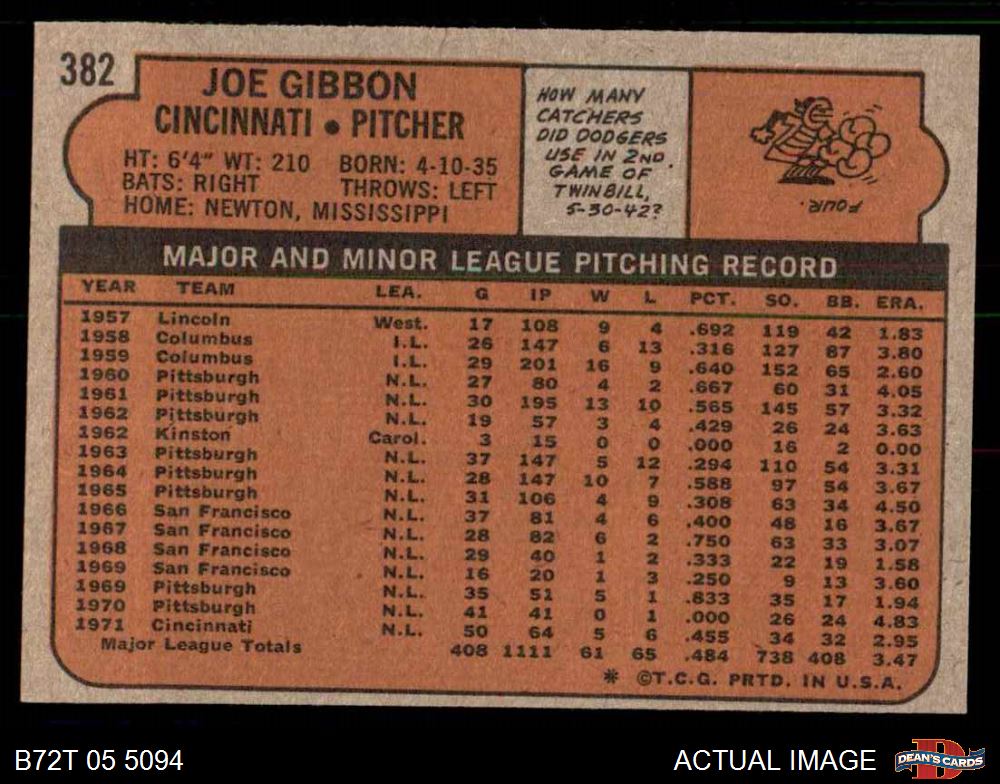 382
JOE GIBBON
CINCINNATI • PITCHER
HT: 6'4" WT: 210 BORN: 4-10-35
BATS: RIGHT THROWS: LEFT
HOME: NEWTON, MISSISSIPPI
HOW MANY
CATCHERS
DID DODGERS
USE IN 2ND.
GAME OF
TWINBILL,
5-30-42?
FOUR.
MAJOR AND MINOR LEAGUE PITCHING RECORD
YEAR TEAM LEA. G IP W L PCT. SO. BB. ERA.
1957 Lincoln West. 17 108 9 4 .692 119 42 1.83
1958 Columbus I.L. 26 147 6 13 .316 127 87 3.80
1959 Columbus I.L. 29 201 16 9 .640 152 65 2.60
1960 Pittsburgh N.L. 27 80 4 2 .667 60 31 4.05
1961 Pittsburgh N.L. 30 195 13 10 .565 145 57 3.32
1962 Pittsburgh N.L. 19 57 3 4 .429 26 24 3.63
1962 Kinston Carol. 3 15 0 0 .000 16 2 0.00
1963 Pittsburgh N.L. 37 147 5 12 .294 110 54 3.31
1964 Pittsburgh N.L. 28 147 10 7 .588 97 54 3.67
1965 Pittsburgh N.L. 31 106 4 9 .308 63 34 4.50
1966 San Francisco N.L. 37 81 4 6 .400 48 16 3.67
1967 San Francisco N.L. 28 82 6 2 .750 63 33 3.07
1968 San Francisco N.L. 29 40 1 2 .333 22 19 1.58
1969 San Francisco N.L. 16 20 1 3 .250 9 13 3.60
1969 Pittsburgh N.L. 35 51 5 1 .833 35 17 1.94
1970 Pittsburgh N.L. 41 41 0 1 .000 26 24 4.83
1971 Cincinnati N.L. 50 64 5 6 .455 34 32 2.95
Major League Totals 408 1111 61 65 .484 738 408 3.47
* ©T.C.G. PRTD. IN U.S.A.
B72T 05 5094
ACTUAL IMAGE
D
DEAN'S CARDS